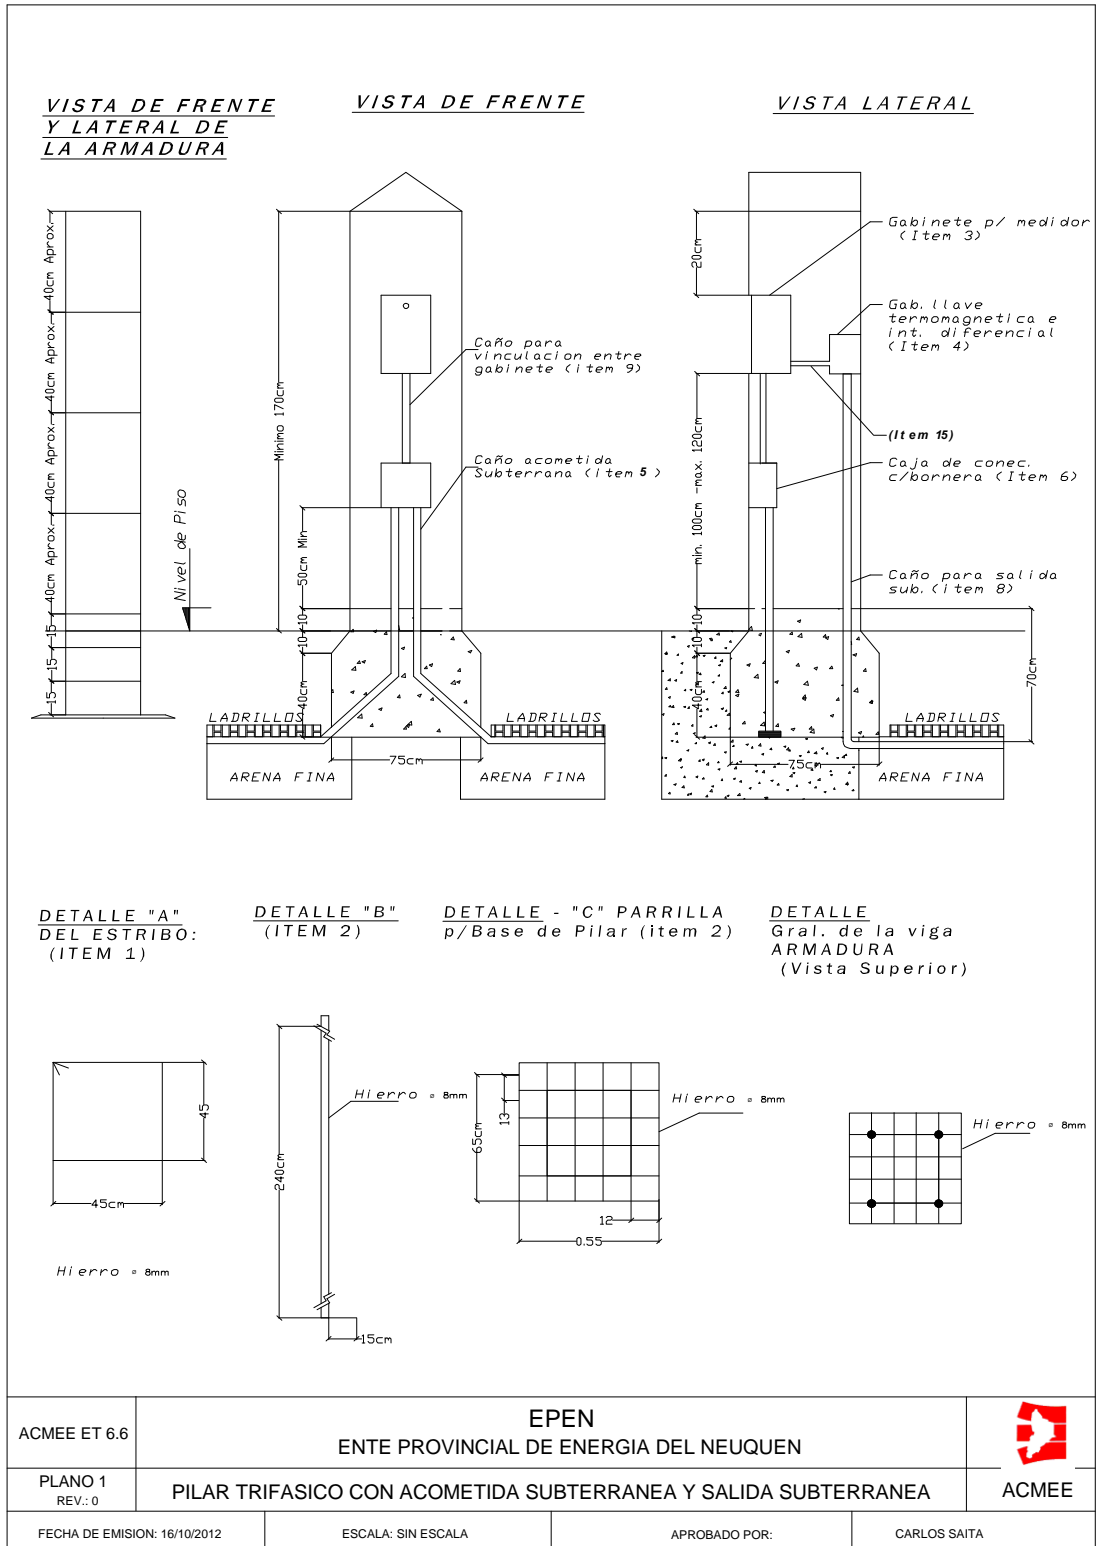 VISTA DE FRENTE
Y LATERAL DE
LA ARMADURA
VISTA DE FRENTE
VISTA LATERAL
40cm Aprox.
40cm Aprox.
40cm Aprox.
40cm Aprox.
15
15
15
Nivel de Piso
Minimo 170cm
50cm Min
10
10
40cm
Caño para
vinculacion entre
gabinete (item 9)
Caño acometida
Subterrana (item 5 )
LADRILLOS
LADRILLOS
75cm
ARENA FINA
ARENA FINA
20cm
min. 100cm -max. 120cm
10
10
40cm
Gabinete p/ medidor
(Item 3)
Gab. llave
termomagnetica e
int. diferencial
(Item 4)
(Item 15)
Caja de conec.
c/bornera (Item 6)
Caño para salida
sub. (item 8)
70cm
LADRILLOS
75cm
ARENA FINA
DETALLE "A"
DEL ESTRIBO:
(ITEM 1)
45
45cm
Hierro ø 8mm
DETALLE "B"
(ITEM 2)
240cm
Hierro ø 8mm
15cm
DETALLE - "C" PARRILLA
p/Base de Pilar (item 2)
65cm
13
12
0.55
Hierro ø 8mm
DETALLE
Gral. de la viga
ARMADURA
(Vista Superior)
Hierro ø 8mm
ACMEE ET 6.6
EPEN
ENTE PROVINCIAL DE ENERGIA DEL NEUQUEN
PLANO 1
REV.: 0
PILAR TRIFASICO CON ACOMETIDA SUBTERRANEA Y SALIDA SUBTERRANEA
ACMEE
FECHA DE EMISION: 16/10/2012
ESCALA: SIN ESCALA
APROBADO POR:
CARLOS SAITA